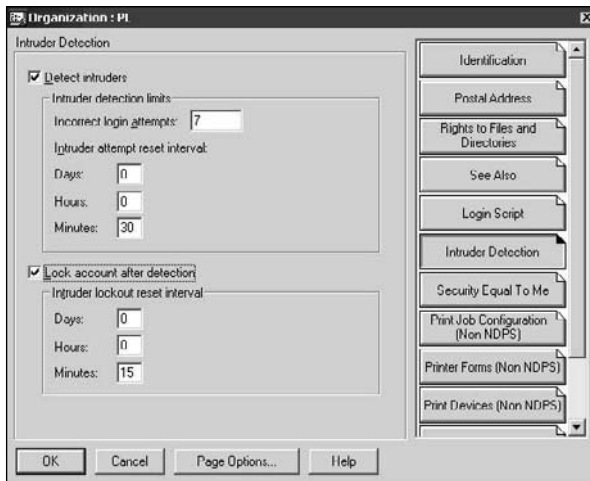 Organization : PL
Intruder Detection
Detect intruders
Intruder detection limits
Incorrect login attempts: 7
Intruder attempt reset interval:
Days: 0
Hours: 0
Minutes: 30
Lock account after detection
Intruder lockout reset interval
Days: 0
Hours: 0
Minutes: 15
Identification
Postal Address
Rights to Files and
Directories
See Also
Login Script
Intruder Detection
Security Equal To Me
Print Job Configuration
(Non NDPS)
Printer Forms (Non NDPS)
Print Devices (Non NDPS)
OK
Cancel
Page Options...
Help